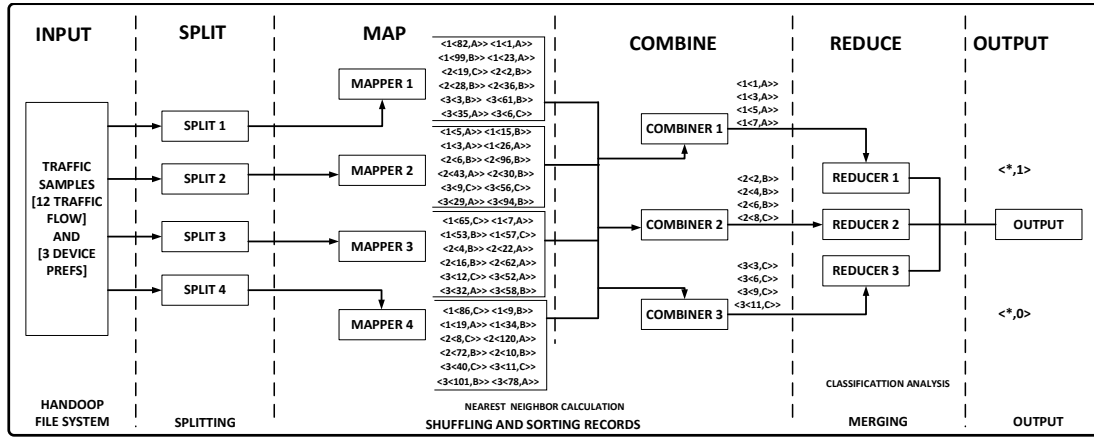 INPUT
SPLIT
MAP
COMBINE
REDUCE
OUTPUT
TRAFFIC
SAMPLES
[12 TRAFFIC
FLOW]
AND
[3 DEVICE
PREFS]
SPLIT 1
SPLIT 2
SPLIT 3
SPLIT 4
MAPPER 1
MAPPER 2
MAPPER 3
MAPPER 4
<1<82,A>> <1<1,A>>
<1<99,B>> <1<23,A>>
<2<19,C>> <2<2,B>>
<2<28,B>> <2<36,B>>
<3<3,B>> <3<61,B>>
<3<35,A>> <3<6,C>>
<1<5,A>> <1<15,B>>
<1<3,A>> <1<26,A>>
<2<6,B>> <2<96,B>>
<2<43,A>> <2<30,B>>
<3<9,C>> <3<56,C>>
<3<29,A>> <3<94,B>>
<1<65,C>> <1<7,A>>
<1<53,B>> <1<57,C>>
<2<4,B>> <2<22,A>>
<2<16,B>> <2<62,A>>
<3<12,C>> <3<52,A>>
<3<32,A>> <3<58,B>>
<1<86,C>> <1<9,B>>
<1<19,A>> <1<34,B>>
<2<8,C>> <2<120,A>>
<2<72,B>> <2<10,B>>
<3<40,C>> <3<11,C>>
<3<101,B>> <3<78,A>>
COMBINER 1
COMBINER 2
COMBINER 3
<1<1,A>>
<1<3,A>>
<1<5,A>>
<1<7,A>>
<2<2,B>>
<2<4,B>>
<2<6,B>>
<2<8,C>>
<3<3,C>>
<3<6,C>>
<3<9,C>>
<3<11,C>>
REDUCER 1
REDUCER 2
REDUCER 3
<*,1>
OUTPUT
<*,0>
HANDOOP
FILE SYSTEM
SPLITTING
NEAREST NEIGHBOR CALCULATION
SHUFFLING AND SORTING RECORDS
CLASSIFICATTION ANALYSIS
MERGING
OUTPUT